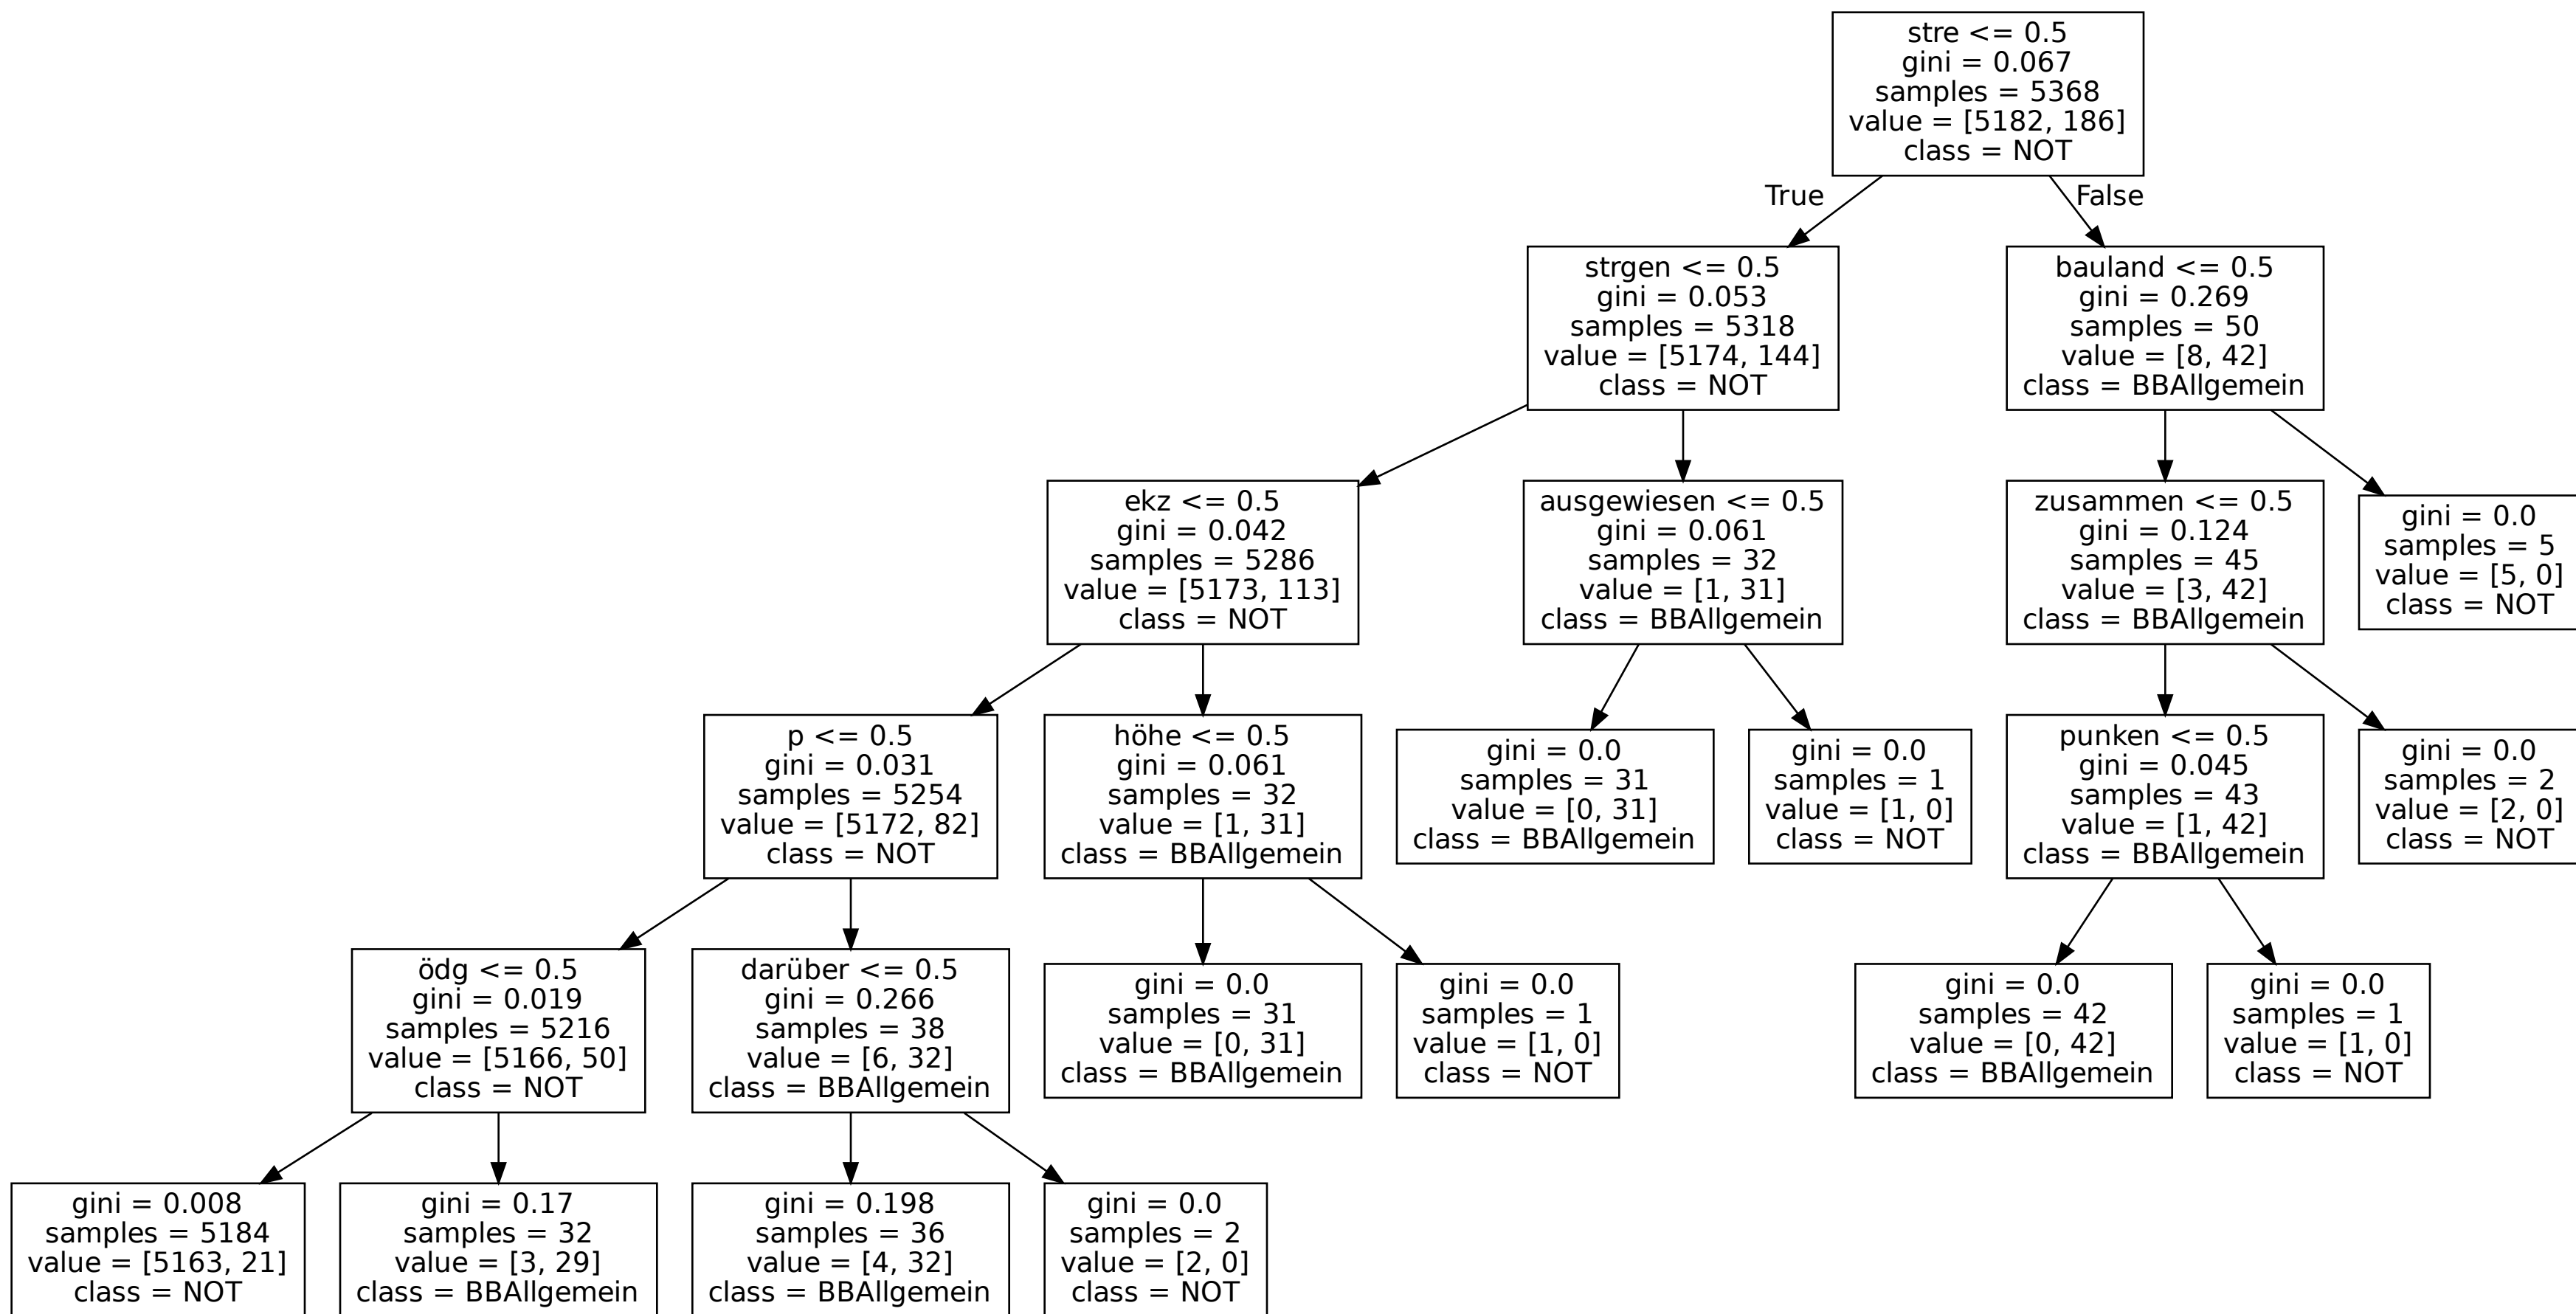 stre <= 0.5
gini = 0.067
samples = 5368
value = [5182, 186]
class = NOT
True
False
strgen <= 0.5
gini = 0.053
samples = 5318
value = [5174, 144]
class = NOT
bauland <= 0.5
gini = 0.269
samples = 50
value = [8, 42]
class = BBAllgemein
ekz <= 0.5
gini = 0.042
samples = 5286
value = [5173, 113]
class = NOT
ausgewiesen <= 0.5
gini = 0.061
samples = 32
value = [1, 31]
class = BBAllgemein
zusammen <= 0.5
gini = 0.124
samples = 45
value = [3, 42]
class = BBAllgemein
gini = 0.0
samples = 5
value = [5, 0]
class = NOT
p <= 0.5
gini = 0.031
samples = 5254
value = [5172, 82]
class = NOT
höhe <= 0.5
gini = 0.061
samples = 32
value = [1, 31]
class = BBAllgemein
gini = 0.0
samples = 31
value = [0, 31]
class = BBAllgemein
gini = 0.0
samples = 1
value = [1, 0]
class = NOT
punken <= 0.5
gini = 0.045
samples = 43
value = [1, 42]
class = BBAllgemein
gini = 0.0
samples = 2
value = [2, 0]
class = NOT
ödg <= 0.5
gini = 0.019
samples = 5216
value = [5166, 50]
class = NOT
darüber <= 0.5
gini = 0.266
samples = 38
value = [6, 32]
class = BBAllgemein
gini = 0.0
samples = 31
value = [0, 31]
class = BBAllgemein
gini = 0.0
samples = 1
value = [1, 0]
class = NOT
gini = 0.0
samples = 42
value = [0, 42]
class = BBAllgemein
gini = 0.0
samples = 1
value = [1, 0]
class = NOT
gini = 0.008
samples = 5184
value = [5163, 21]
class = NOT
gini = 0.17
samples = 32
value = [3, 29]
class = BBAllgemein
gini = 0.198
samples = 36
value = [4, 32]
class = BBAllgemein
gini = 0.0
samples = 2
value = [2, 0]
class = NOT